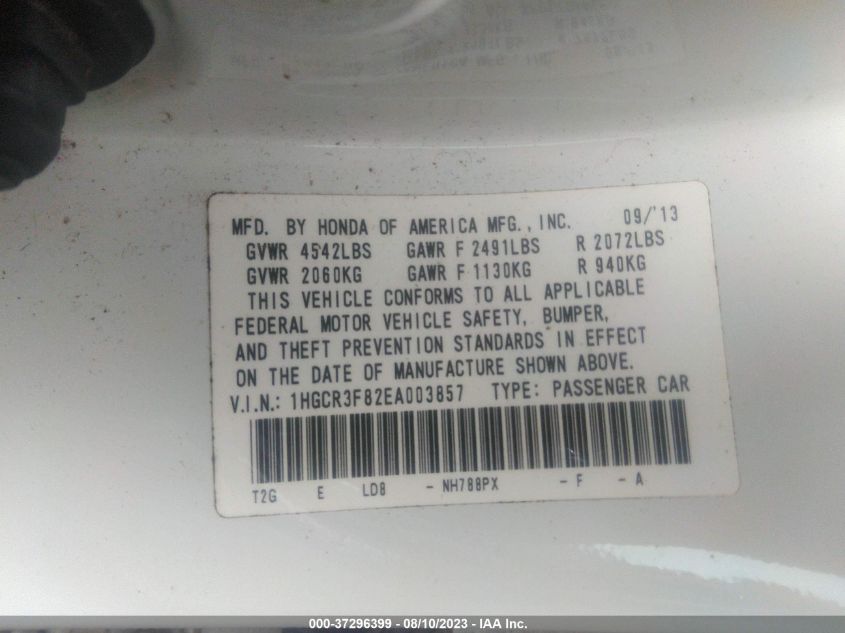 MFD. BY HONDA OF AMERICA MFG., INC. 09/'13
GVWR 4542LBS GAWR F 2491LBS R 2072LBS
GVWR 2060KG GAWR F 1130KG R 940KG
THIS VEHICLE CONFORMS TO ALL APPLICABLE
FEDERAL MOTOR VEHICLE SAFETY, BUMPER,
AND THEFT PREVENTION STANDARDS IN EFFECT
ON THE DATE OF MANUFACTURE SHOWN ABOVE.
V.I.N.: 1HGCR3F82EA003857 TYPE: PASSENGER CAR
T2G E LD8 - NH788PX - F - A
000-37296399 - 08/10/2023 - IAA Inc.